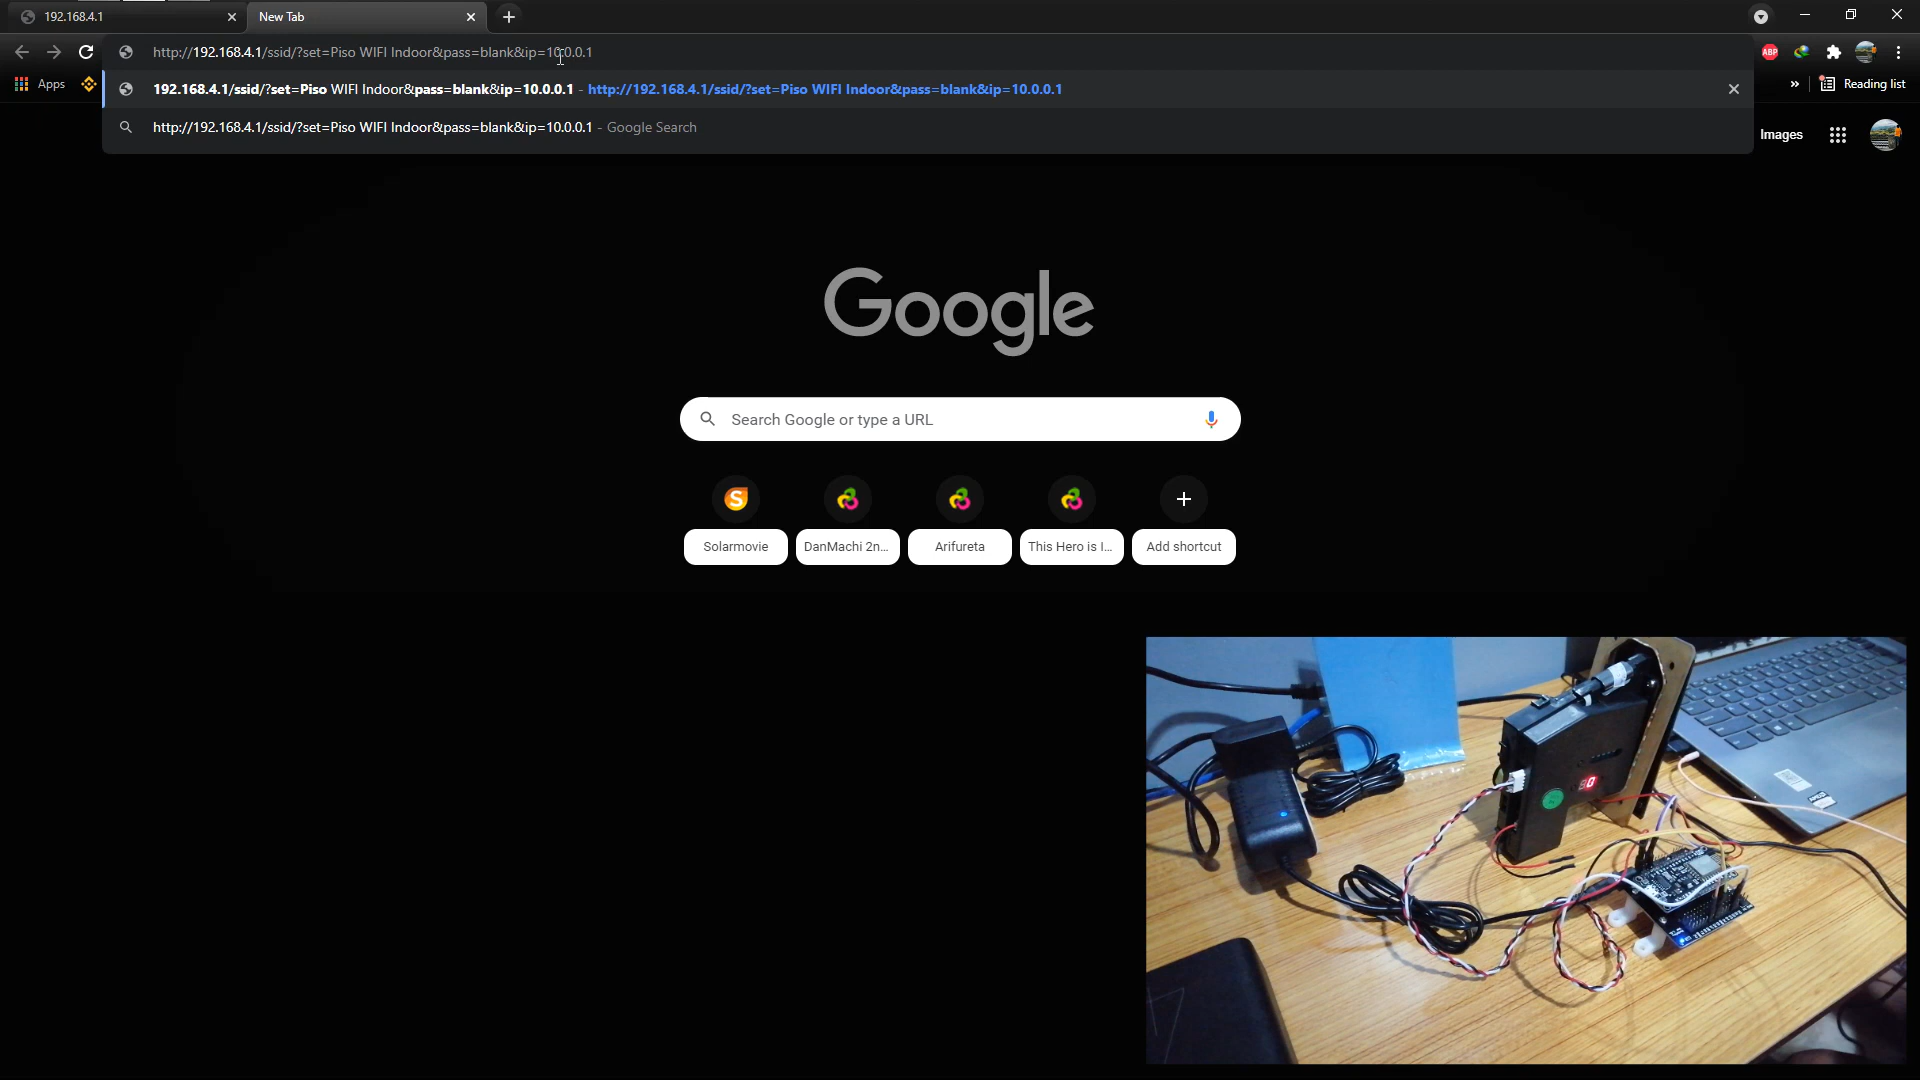 192.168.4.1
New Tab
http://192.168.4.1/ssid/?set=Piso WIFI Indoor&pass=blank&ip=10.0.0.1
ABP
Apps
192.168.4.1/ssid/?set=Piso WIFI Indoor&pass=blank&ip=10.0.0.1 - http://192.168.4.1/ssid/?set=Piso WIFI Indoor&pass=blank&ip=10.0.0.1
» Reading list
http://192.168.4.1/ssid/?set=Piso WIFI Indoor&pass=blank&ip=10.0.0.1 - Google Search
Images
Google
Search Google or type a URL
S
Solarmovie
DanMachi 2n...
Arifureta
This Hero is I...
Add shortcut
0